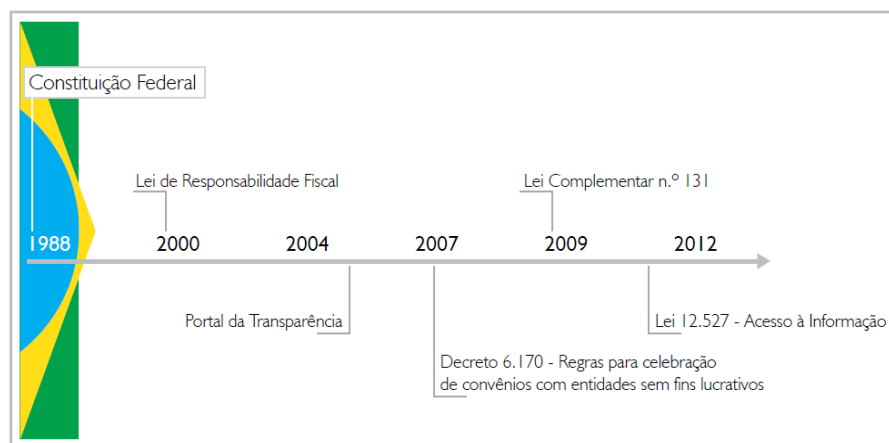 Constituição Federal
Lei de Responsabilidade Fiscal
Lei Complementar n.º 131
1988
2000
2004
2007
2009
2012
Portal da Transparência
Lei 12.527 - Acesso à Informação
Decreto 6.170 - Regras para celebração
de convênios com entidades sem fins lucrativos